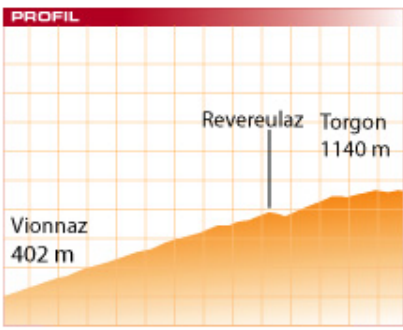 PROFIL
Revereulaz
Torgon
1140 m
Vionnaz
402 m